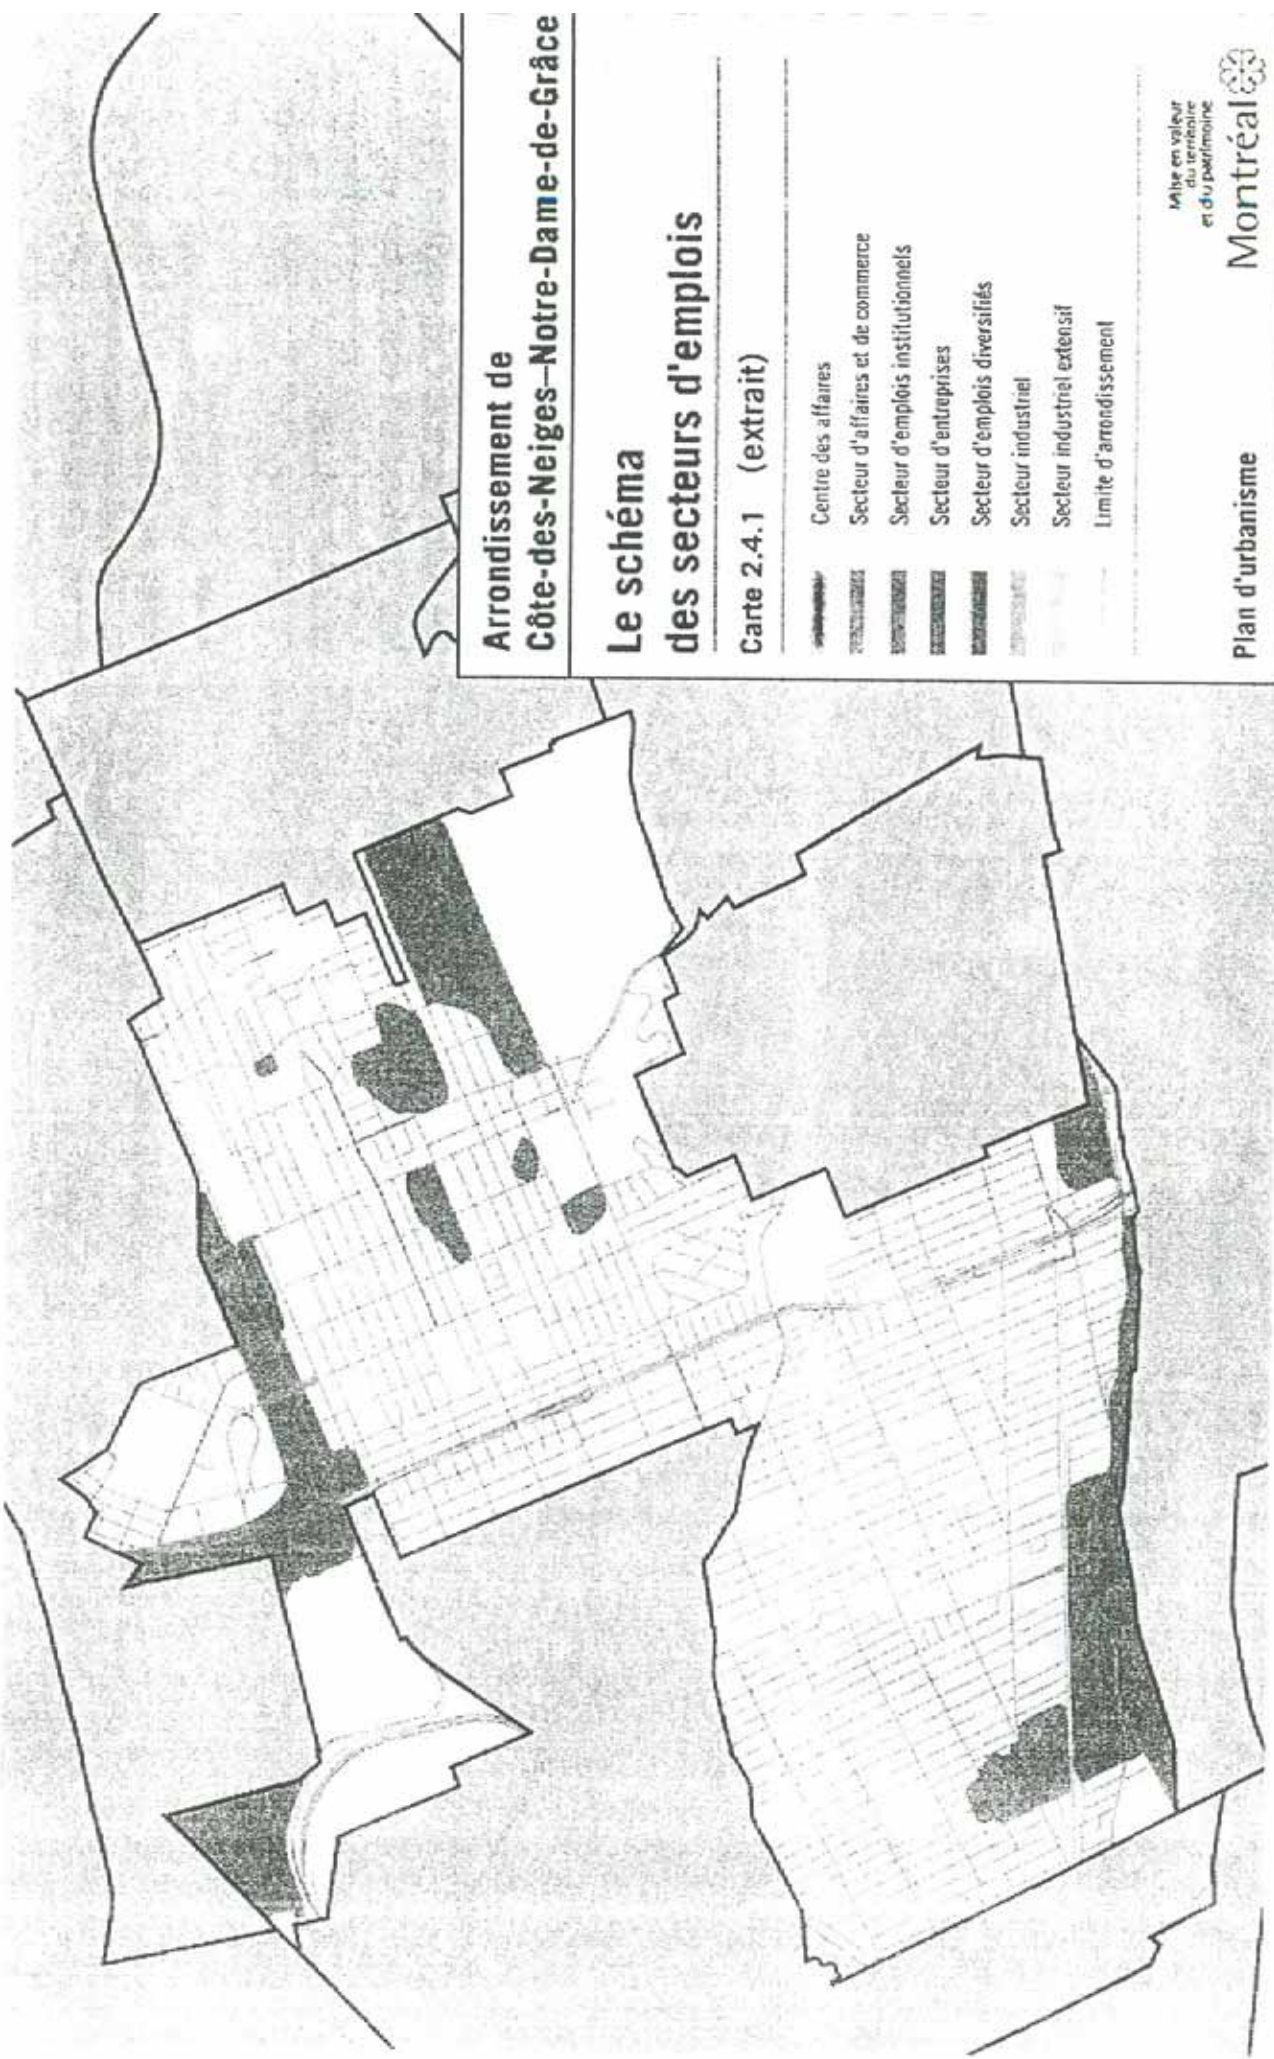 Arrondissement de
Côte-des-Neiges–Notre-Dame-de-Grâce
Le schéma
des secteurs d'emplois
Carte 2.4.1 (extrait)
Centre des affaires
Secteur d'affaires et de commerce
Secteur d'emplois institutionnels
Secteur d'entreprises
Secteur d'emplois diversifiés
Secteur industriel
Secteur industriel extensif
Limite d'arrondissement
Plan d'urbanisme
Mise en valeur
du territoire
et du patrimoine
Montréal